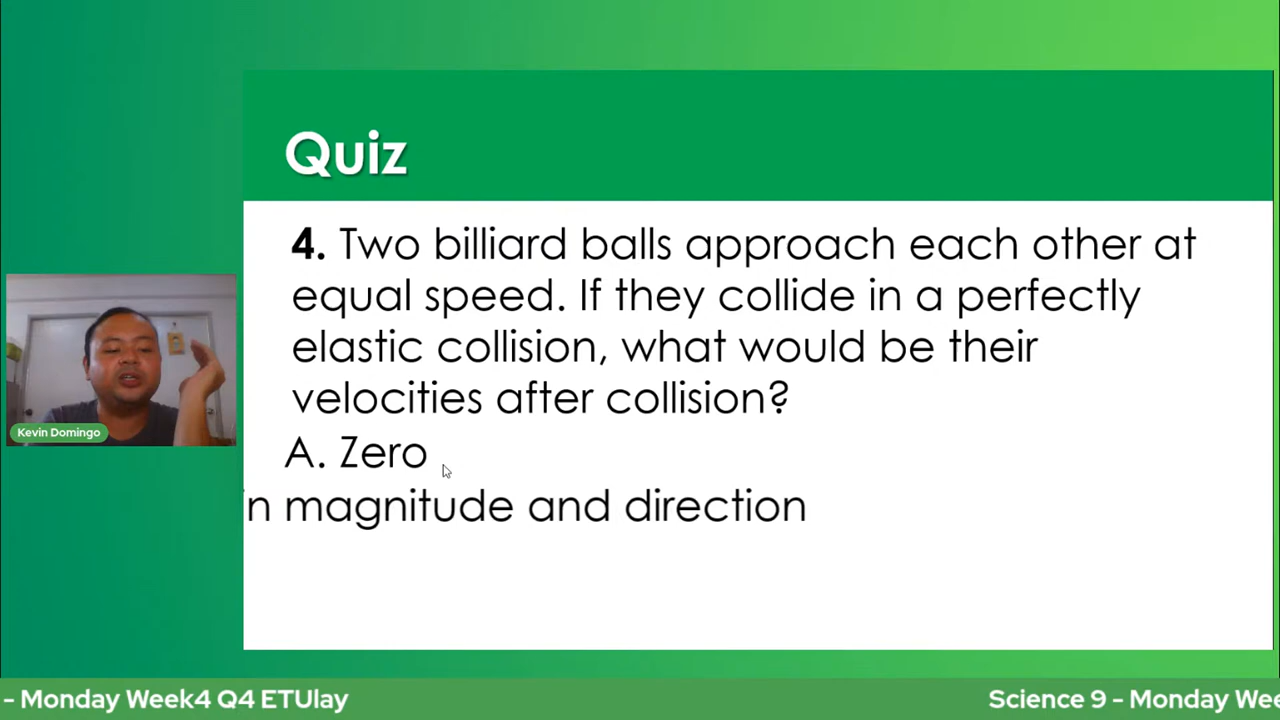 Quiz
4. Two billiard balls approach each other at
equal speed. If they collide in a perfectly
elastic collision, what would be their
velocities after collision?
A. Zero
in magnitude and direction
Kevin Domingo
- Monday Week4 Q4 ETUlay
Science 9 - Monday Wee